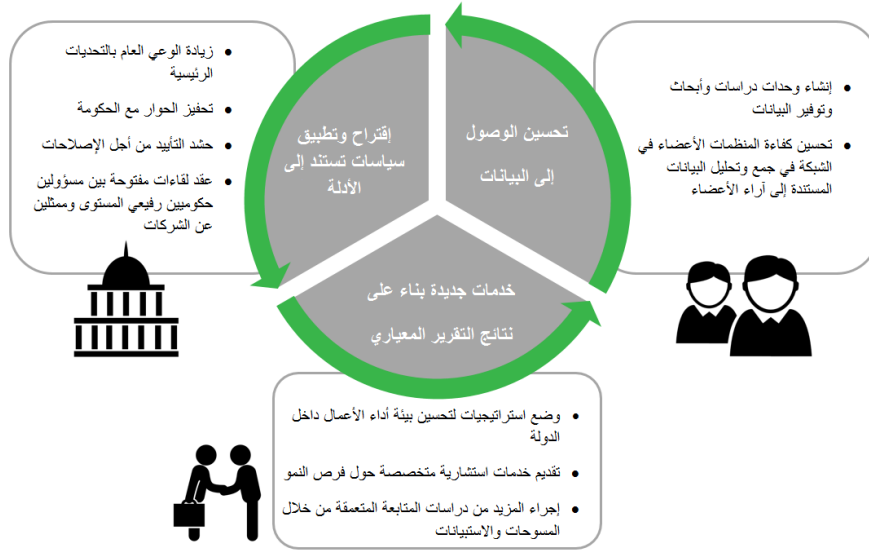 تحسين الوصول
إلى البيانات
إنشاء وحدات دراسات وأبحاث
وتوفير البيانات
تحسين كفاءة المنظمات الأعضاء في
الشبكة في جمع وتحليل البيانات
المستندة إلى آراء الأعضاء
إقتراح وتطبيق
سياسات تستند إلى
الأدلة
زيادة الوعي العام بالتحديات
الرئيسية
تحفيز الحوار مع الحكومة
حشد التأييد من أجل الإصلاحات
عقد لقاءات مفتوحة بين مسؤولين
حكوميين رفيعي المستوى وممثلين
عن الشركات
خدمات جديدة بناء على
نتائج التقرير المعياري
وضع استراتيجيات لتحسين بيئة أداء الأعمال داخل
الدولة
تقديم خدمات استشارية متخصصة حول فرص النمو
إجراء المزيد من دراسات المتابعة المتعمقة من خلال
المسوحات والاستبيانات